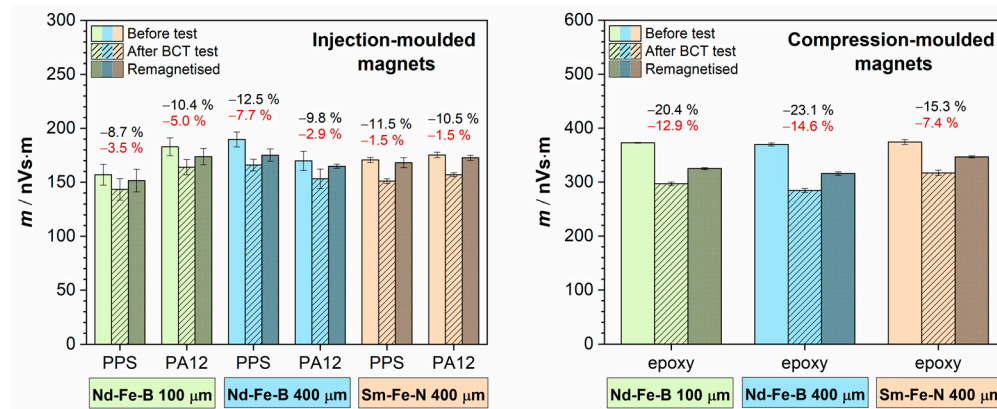 300
250
200
150
100
50
0
m / nVs·m
Before test
After BCT test
Remagnetised
Injection-moulded
magnets
−8.7 %
−3.5 %
−10.4 %
−5.0 %
−12.5 %
−7.7 %
−9.8 %
−2.9 %
−11.5 %
−1.5 %
−10.5 %
−1.5 %
PPS PA12 PPS PA12 PPS PA12
Nd-Fe-B 100 μm Nd-Fe-B 400 μm Sm-Fe-N 400 μm
600
500
400
300
200
100
0
m / nVs·m
Before test
After BCT test
Remagnetised
Compression-moulded
magnets
−20.4 %
−12.9 %
−23.1 %
−14.6 %
−15.3 %
−7.4 %
epoxy epoxy epoxy
Nd-Fe-B 100 μm Nd-Fe-B 400 μm Sm-Fe-N 400 μm